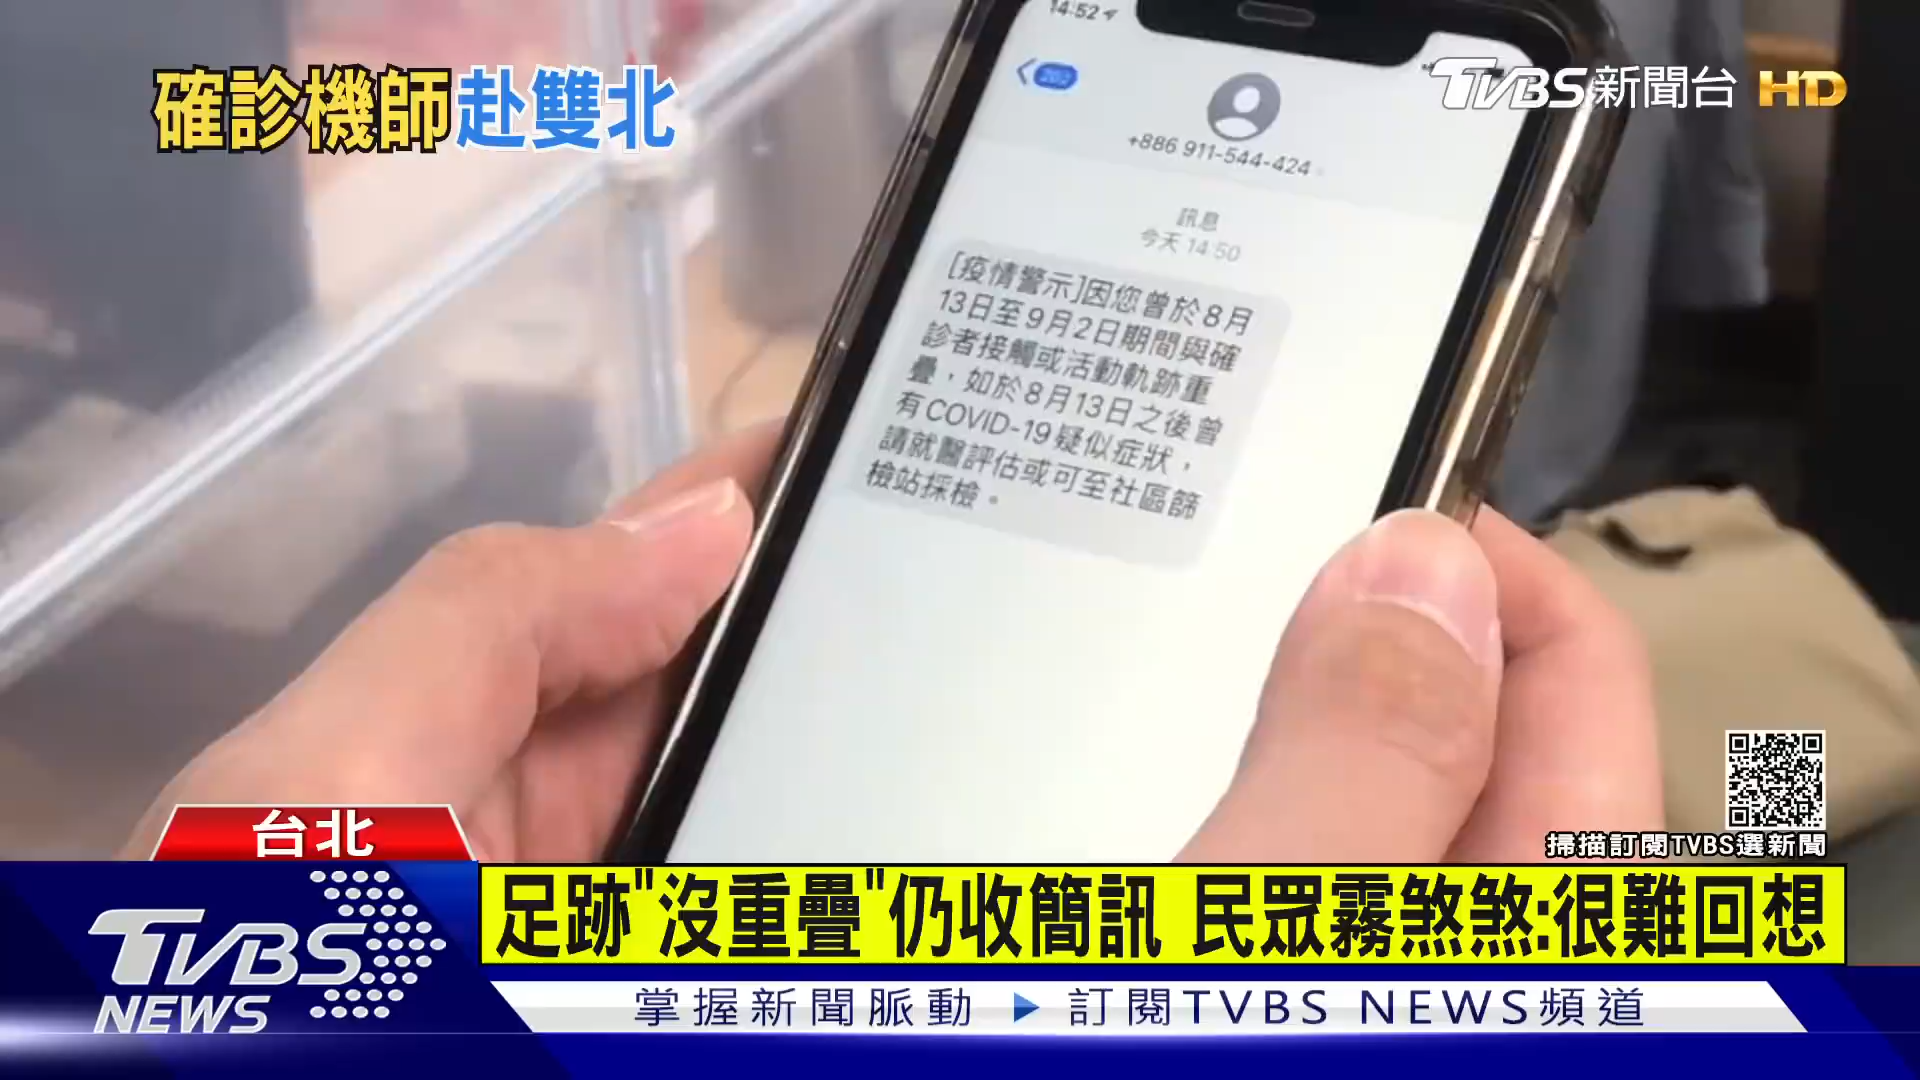 14:52
確診機師赴雙北
TVBS新聞台 HD
202
+886 911-544-424
訊息
今天 14:50
[疫情警示]因您曾於8月
13日至9月2日期間與確
診者接觸或活動軌跡重
疊，如於8月13日之後曾
有COVID-19疑似症狀，
請就醫評估或可至社區篩
檢站採檢。
掃描訂閱TVBS選新聞
台北
足跡"沒重疊"仍收簡訊 民眾霧煞煞:很難回想
TVBS
NEWS
掌握新聞脈動 ▶ 訂閱TVBS NEWS頻道